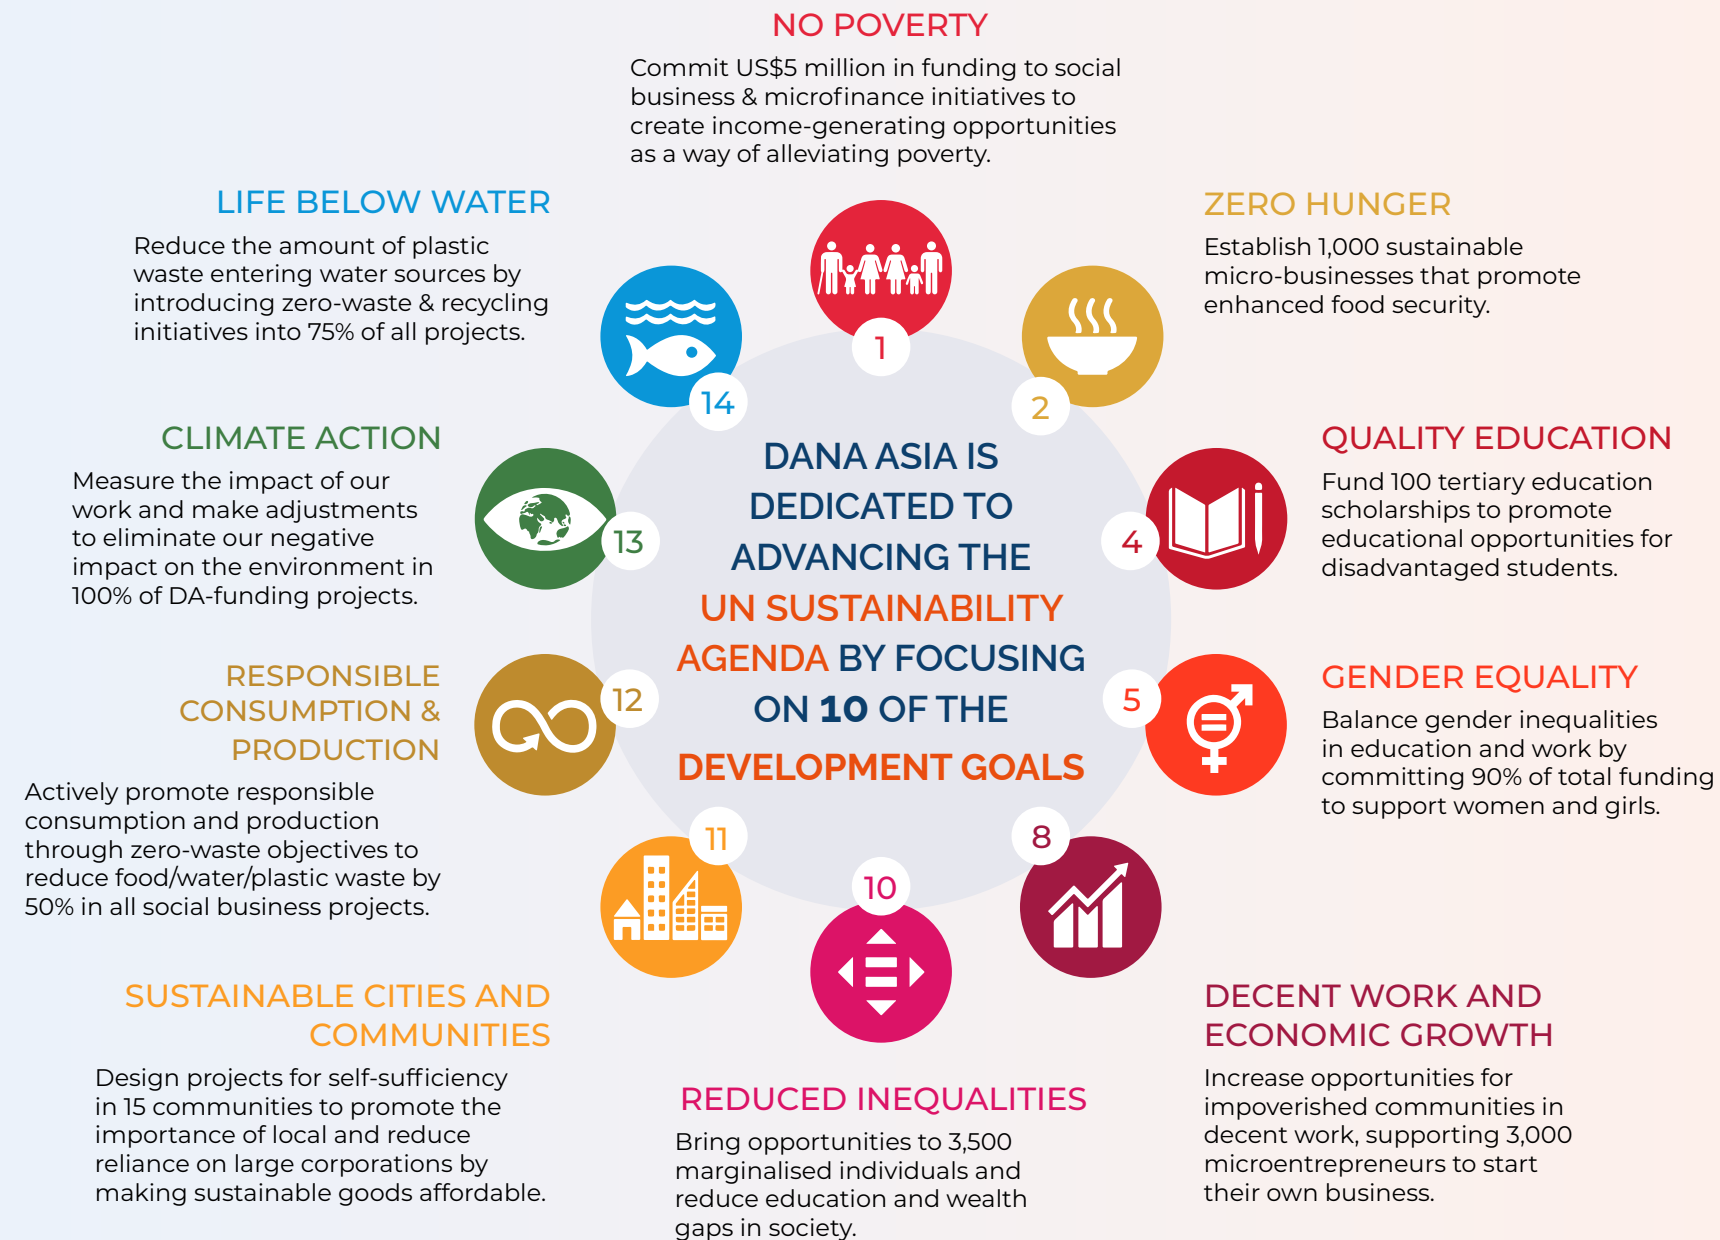 NO POVERTY
Commit US$5 million in funding to social
business & microfinance initiatives to
create income-generating opportunities
as a way of alleviating poverty.
1
ZERO HUNGER
Establish 1,000 sustainable
micro-businesses that promote
enhanced food security.
2
QUALITY EDUCATION
Fund 100 tertiary education
scholarships to promote
educational opportunities for
disadvantaged students.
4
GENDER EQUALITY
Balance gender inequalities
in education and work by
committing 90% of total funding
to support women and girls.
5
DECENT WORK AND
ECONOMIC GROWTH
Increase opportunities for
impoverished communities in
decent work, supporting 3,000
microentrepreneurs to start
their own business.
8
REDUCED INEQUALITIES
Bring opportunities to 3,500
marginalised individuals and
reduce education and wealth
gaps in society.
10
SUSTAINABLE CITIES AND
COMMUNITIES
Design projects for self-sufficiency
in 15 communities to promote the
importance of local and reduce
reliance on large corporations by
making sustainable goods affordable.
11
RESPONSIBLE
CONSUMPTION &
PRODUCTION
Actively promote responsible
consumption and production
through zero-waste objectives to
reduce food/water/plastic waste by
50% in all social business projects.
12
CLIMATE ACTION
Measure the impact of our
work and make adjustments
to eliminate our negative
impact on the environment in
100% of DA-funding projects.
13
LIFE BELOW WATER
Reduce the amount of plastic
waste entering water sources by
introducing zero-waste & recycling
initiatives into 75% of all projects.
14
DANA ASIA IS
DEDICATED TO
ADVANCING THE
UN SUSTAINABILITY
AGENDA BY FOCUSING
ON 10 OF THE
DEVELOPMENT GOALS